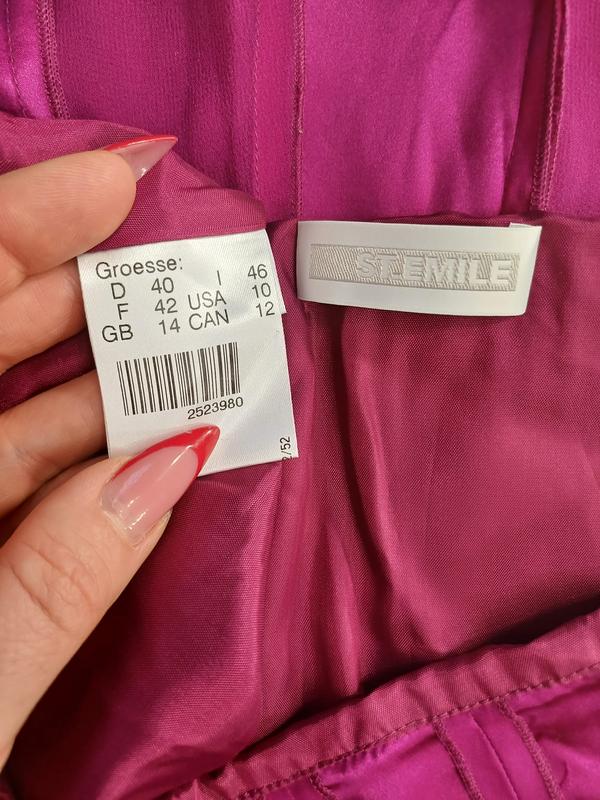 Groesse:
D 40 I 46
F 42 USA 10
GB 14 CAN 12
2523980
ST.EMILE